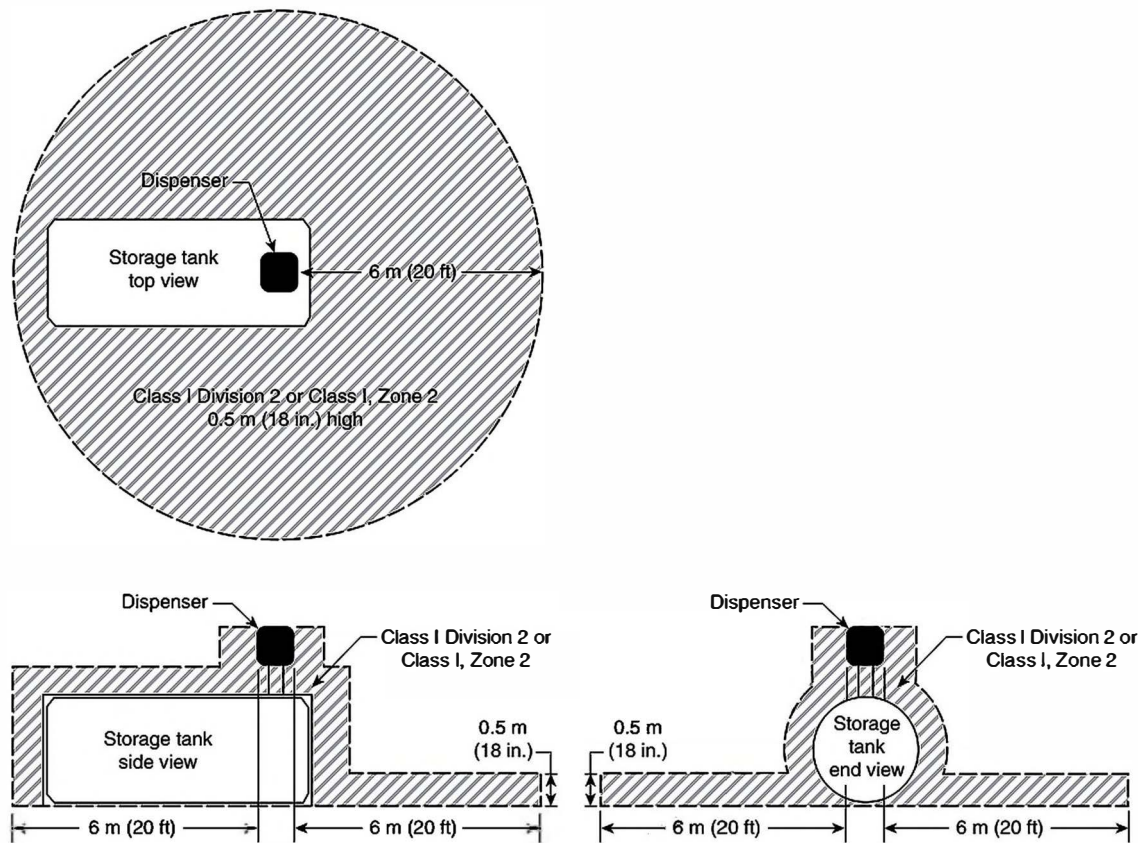 Dispenser
Storage tank
top view
6 m (20 ft)
Class I Division 2 or Class I, Zone 2
0.5 m (18 in.) high
Dispenser
Class I Division 2 or
Class I, Zone 2
Storage tank
side view
0.5 m
(18 in.)
6 m (20 ft)
6 m (20 ft)
Dispenser
Class I Division 2 or
Class I, Zone 2
0.5 m
(18 in.)
Storage
tank
end view
6 m (20 ft)
6 m (20 ft)